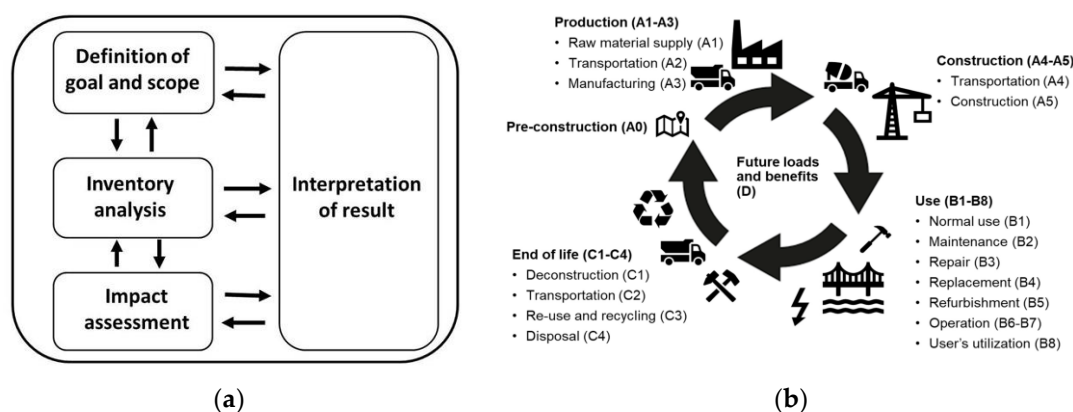 Definition of
goal and scope
Inventory
analysis
Impact
assessment
Interpretation
of result
(a)
Production (A1-A3)
• Raw material supply (A1)
• Transportation (A2)
• Manufacturing (A3)
Construction (A4-A5)
• Transportation (A4)
• Construction (A5)
Pre-construction (A0)
Future loads
and benefits
(D)
Use (B1-B8)
• Normal use (B1)
• Maintenance (B2)
• Repair (B3)
• Replacement (B4)
• Refurbishment (B5)
• Operation (B6-B7)
• User's utilization (B8)
End of life (C1-C4)
• Deconstruction (C1)
• Transportation (C2)
• Re-use and recycling (C3)
• Disposal (C4)
(b)